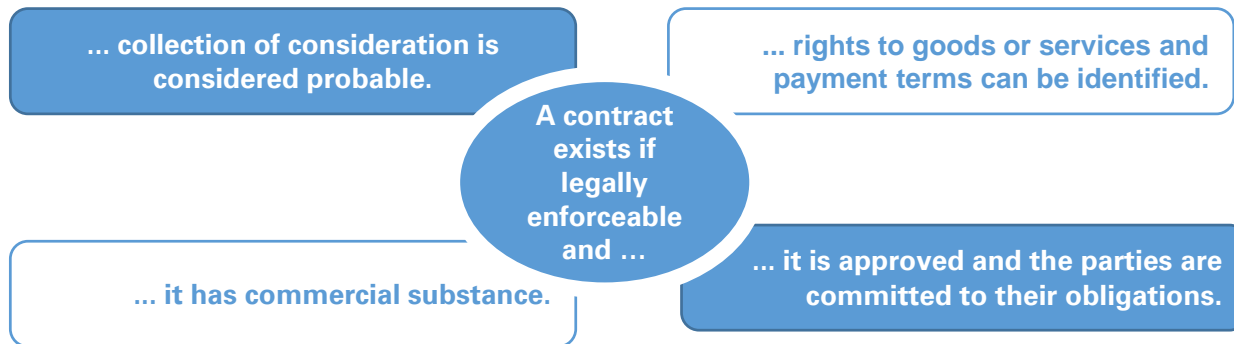 ... collection of consideration is
considered probable.
... rights to goods or services and
payment terms can be identified.
A contract
exists if
legally
enforceable
and ...
... it has commercial substance.
... it is approved and the parties are
committed to their obligations.